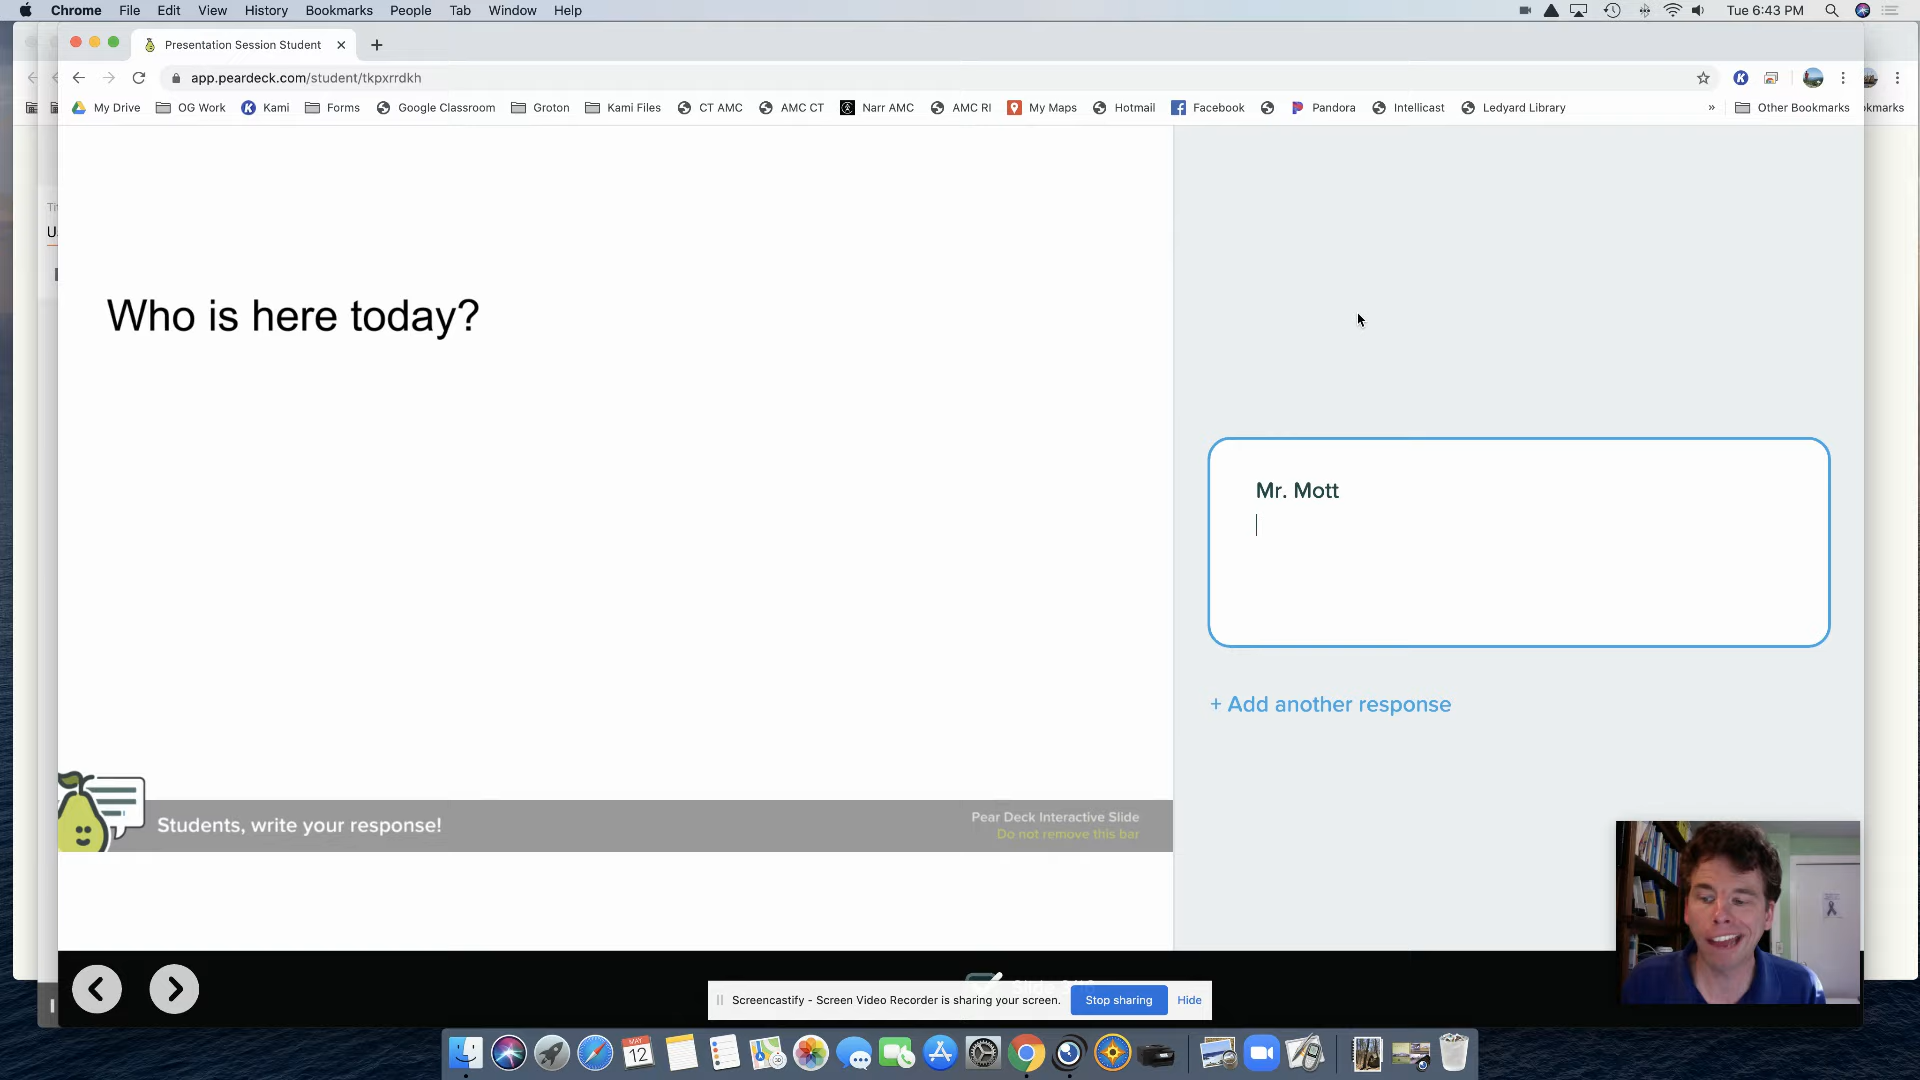 Chrome File Edit View History Bookmarks People Tab Window Help
Tue 6:43 PM
Presentation Session Student
app.peardeck.com/student/tkpxrrdkh
My Drive OG Work Kami Forms Google Classroom Groton Kami Files CT AMC AMC CT Narr AMC AMC RI My Maps Hotmail Facebook Pandora Intellicast Ledyard Library » Other Bookmarks
Who is here today?
Mr. Mott
+ Add another response
Students, write your response!
Pear Deck Interactive Slide
Do not remove this bar
Screencastify - Screen Video Recorder is sharing your screen. Stop sharing Hide
MAY
12